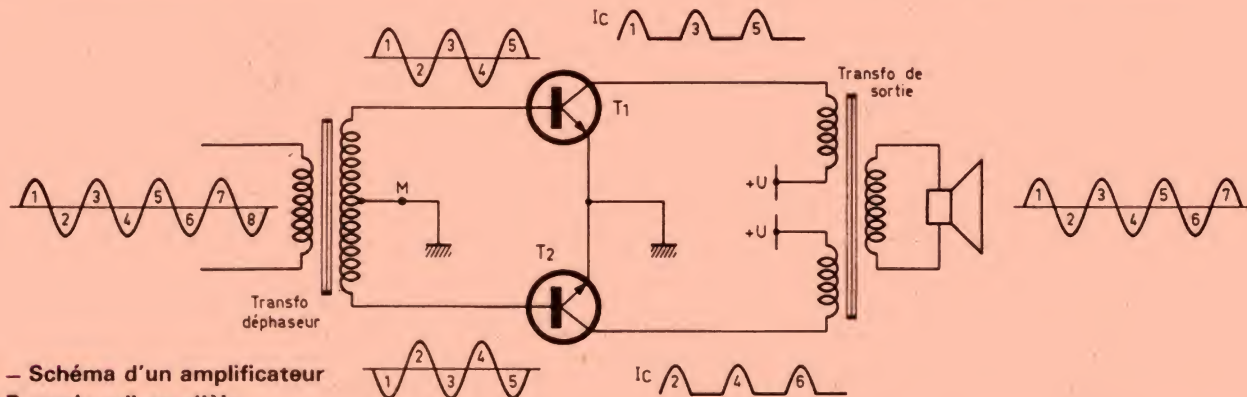 Ic 1 3 5
1 3 5
2 4
T1
Transfo de
sortie
1 3 5 7
2 4 6 8
M
+U
+U
1 3 5 7
2 4 6
T2
Transfo
déphaseur
2 4
1 3 5
Ic 2 4 6
– Schéma d'un amplificateur